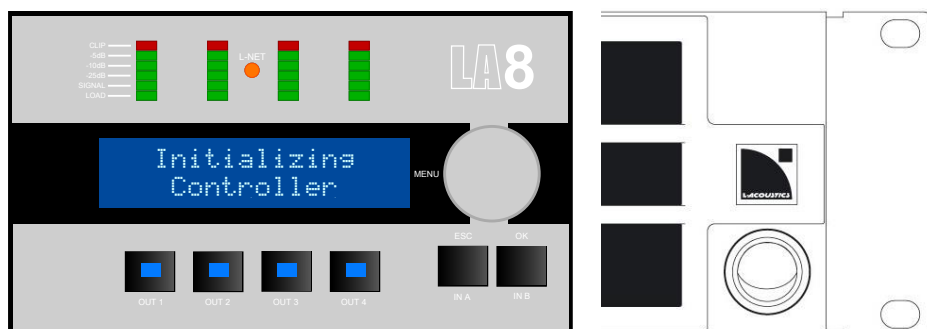 CLIP
-5dB
-10dB
-25dB
SIGNAL
LOAD
L-NET
LA8
Initializing
Controller
MENU
ESC
OK
OUT 1
OUT 2
OUT 3
OUT 4
IN A
IN B
L-ACOUSTICS